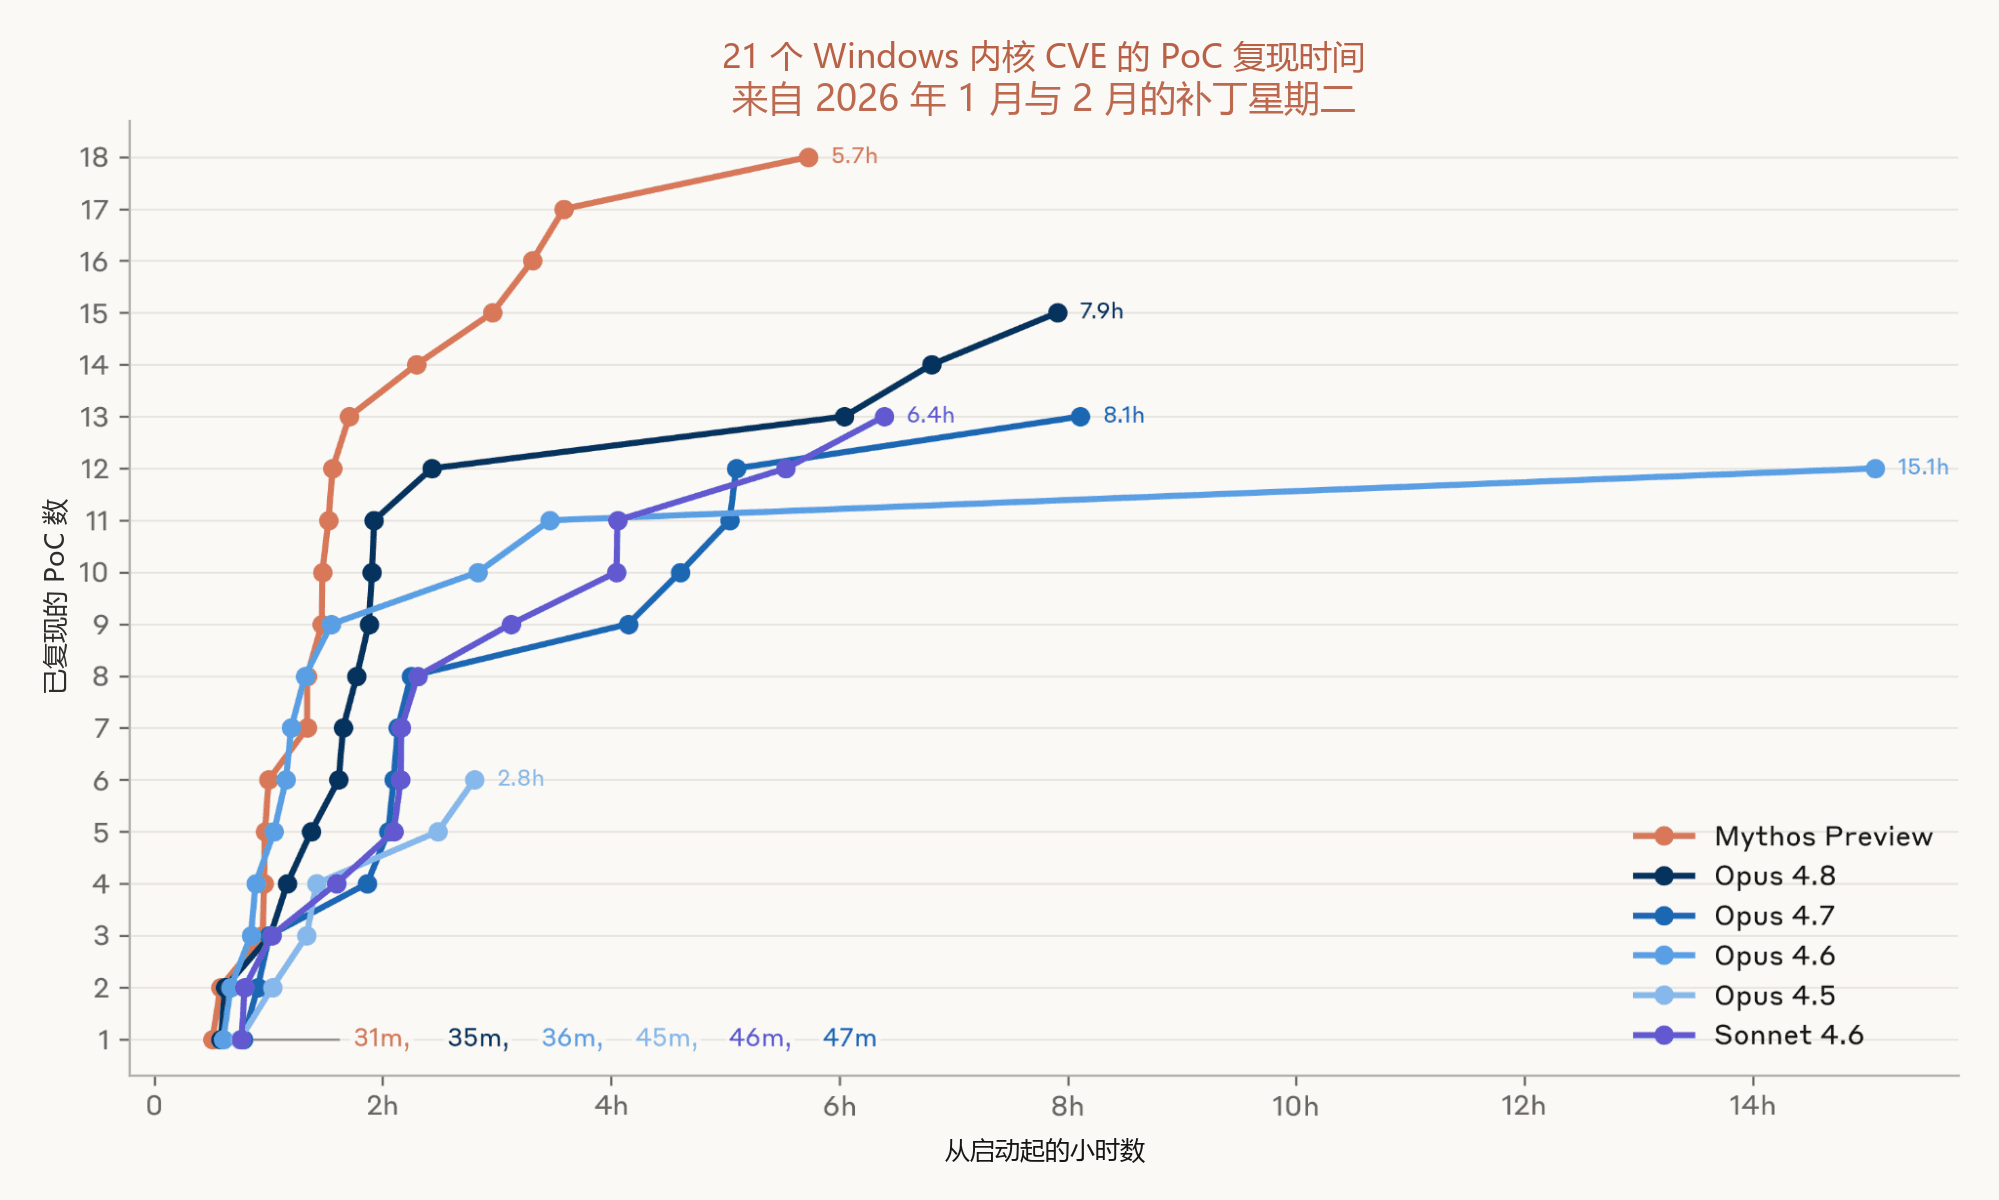 21 个 Windows 内核 CVE 的 PoC 复现时间
来自 2026 年 1 月与 2 月的补丁星期二
已复现的 PoC 数
18
17
16
15
14
13
12
11
10
9
8
7
6
5
4
3
2
1
5.7h
7.9h
6.4h
8.1h
15.1h
2.8h
31m, 35m, 36m, 45m, 46m, 47m
Mythos Preview
Opus 4.8
Opus 4.7
Opus 4.6
Opus 4.5
Sonnet 4.6
0 2h 4h 6h 8h 10h 12h 14h
从启动起的小时数